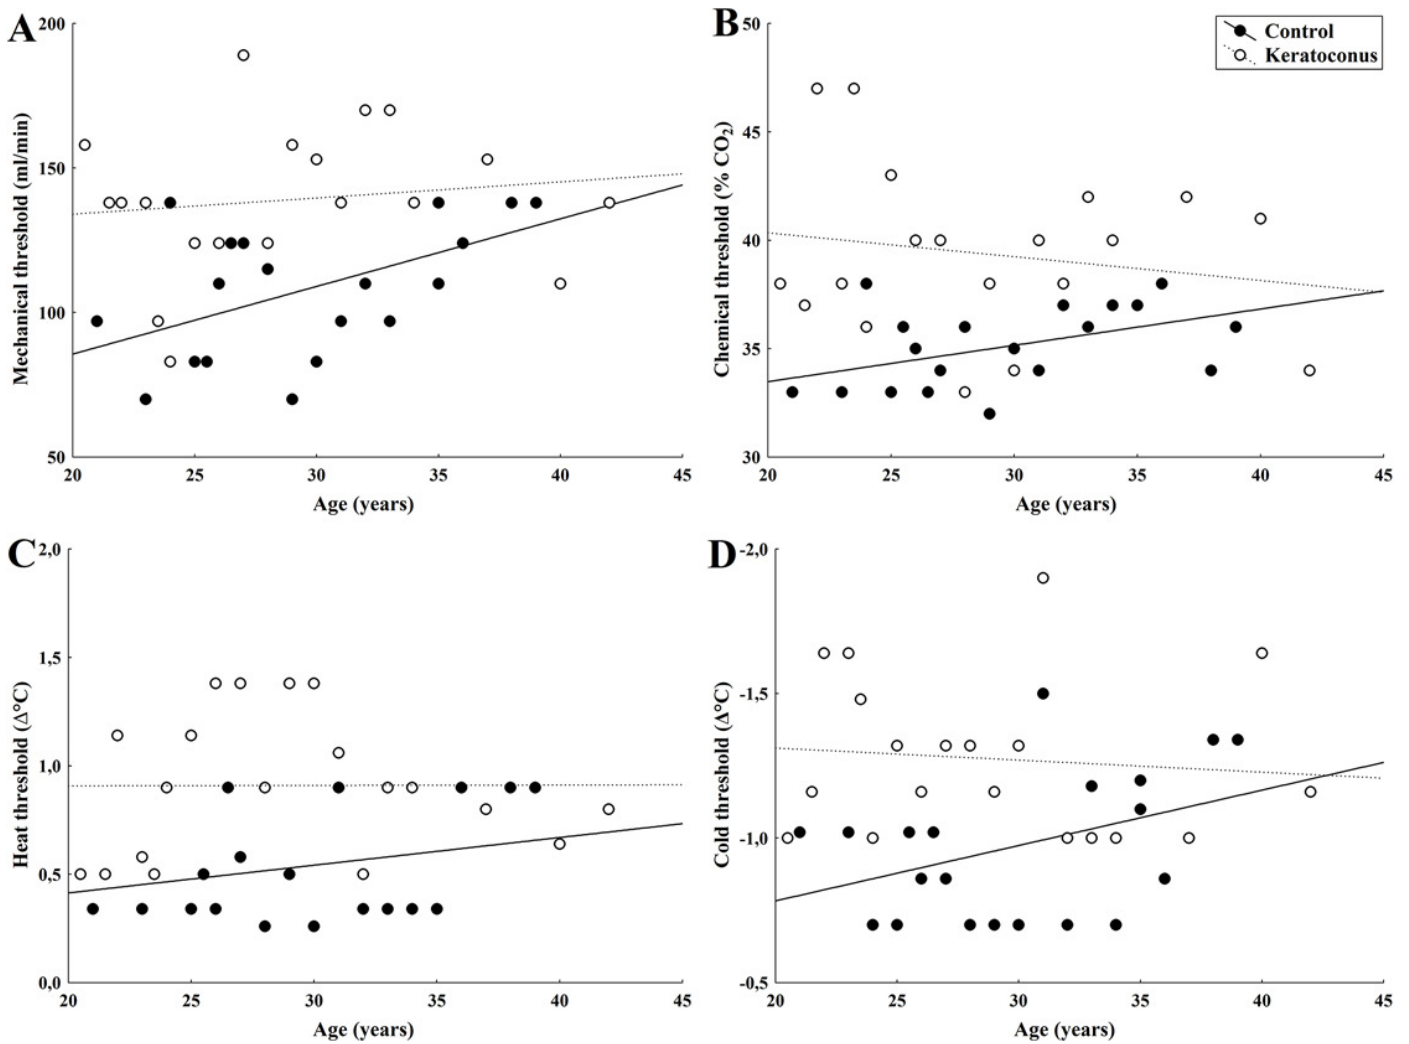 A
200
150
100
50
Mechanical threshold (ml/min)
20 25 30 35 40 45
Age (years)
B
50
45
40
35
30
Chemical threshold (% CO2)
20 25 30 35 40 45
Age (years)
Control
Keratoconus
C
2,0
1,5
1,0
0,5
0,0
Heat threshold (Δ°C)
20 25 30 35 40 45
Age (years)
D
-2,0
-1,5
-1,0
-0,5
Cold threshold (Δ°C)
20 25 30 35 40 45
Age (years)